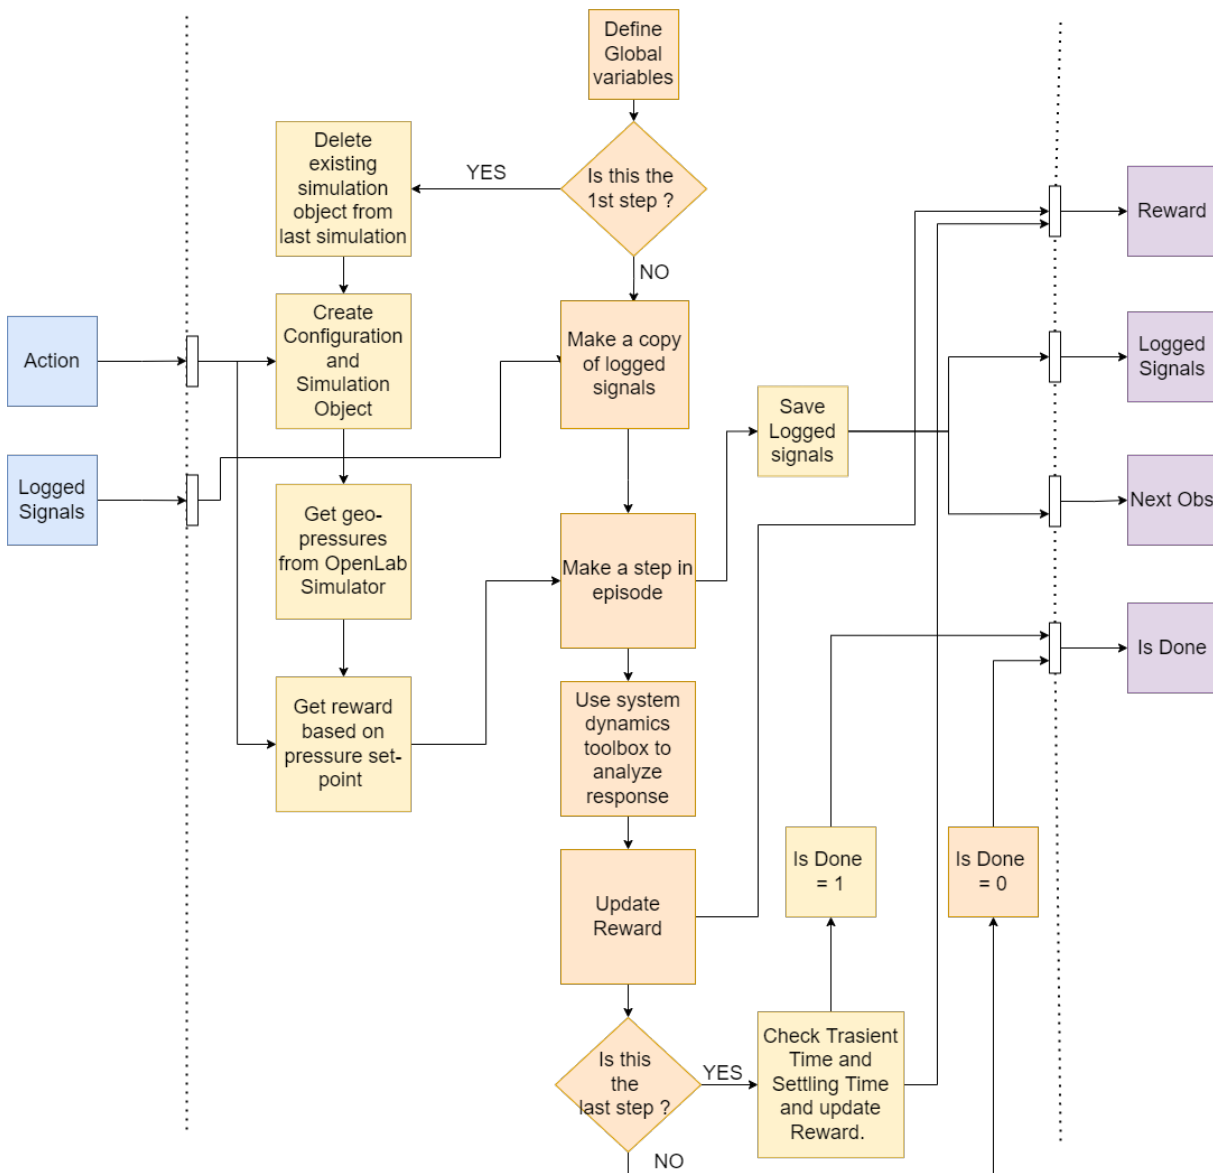 Define
Global
variables
Delete
existing
simulation
object from
last simulation
YES
Is this the
1st step ?
NO
Reward
Action
Create
Configuration
and
Simulation
Object
Make a copy
of logged
signals
Logged
Signals
Save
Logged
signals
Logged
Signals
Get geo-
pressures
from OpenLab
Simulator
Make a step in
episode
Next Obs
Is Done
Get reward
based on
pressure set-
point
Use system
dynamics
toolbox to
analyze
response
Is Done
= 1
Is Done
= 0
Update
Reward
Is this
the
last step ?
YES
Check Trasient
Time and
Settling Time
and update
Reward.
NO